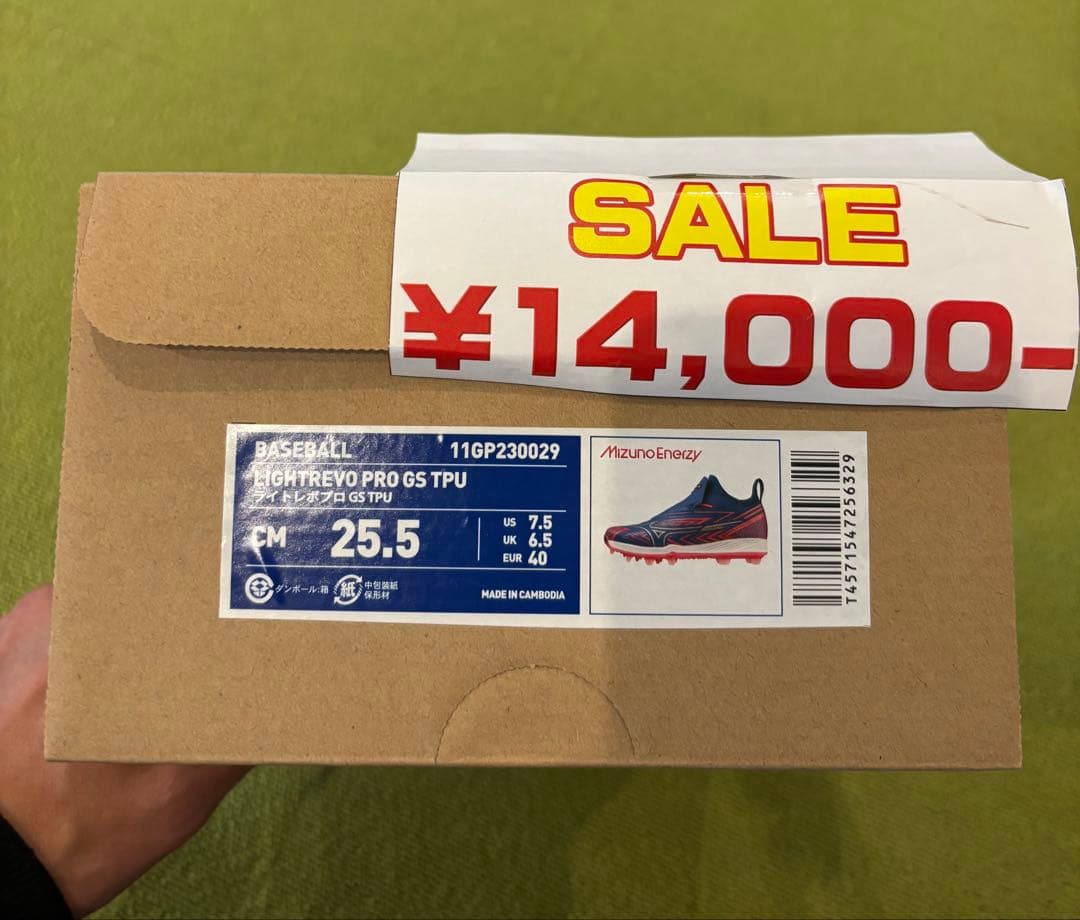 SALE
¥14,000-
BASEBALL 11GP230029
LIGHTREVO PRO GS TPU
ライトレボプロ GS TPU
CM 25.5
US 7.5
UK 6.5
EUR 40
ダンボール:箱
紙
中包装紙
保形材
MADE IN CAMBODIA
MizunoEnerzy
T4571547256329